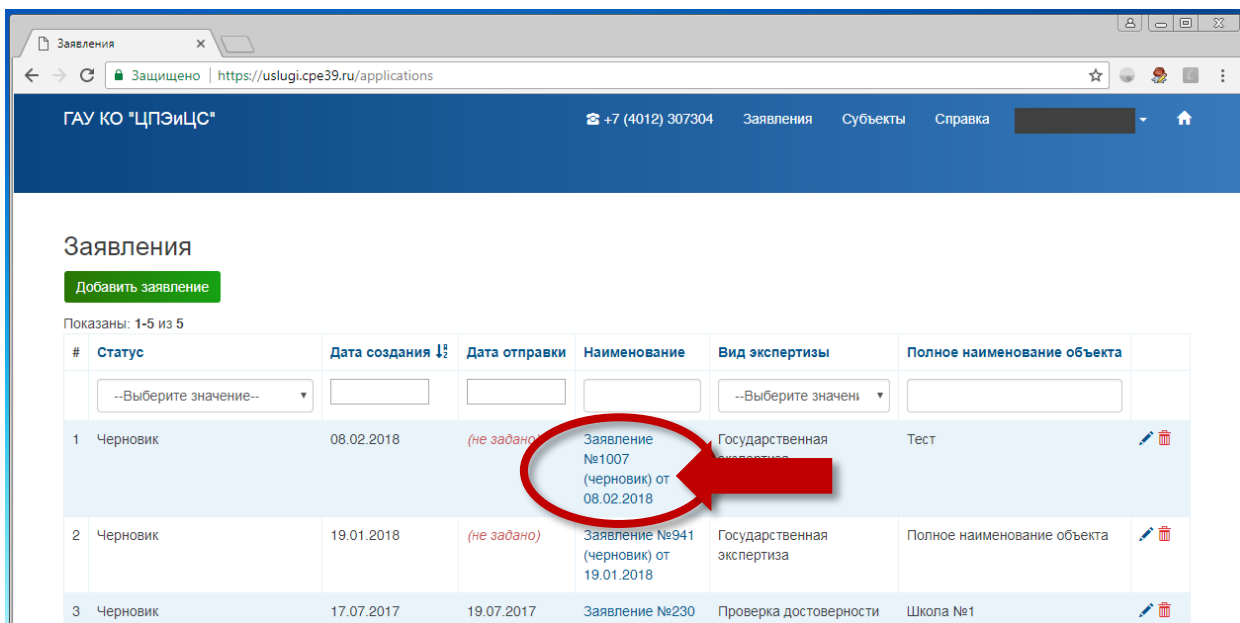 Заявления
Защищено | https://uslugi.cpe39.ru/applications
ГАУ КО "ЦПЭиЦС" +7 (4012) 307304 Заявления Субъекты Справка
Заявления
Добавить заявление
Показаны: 1-5 из 5
# Статус Дата создания Дата отправки Наименование Вид экспертизы Полное наименование объекта
--Выберите значение-- --Выберите значени
1 Черновик 08.02.2018 (не задано) Заявление Государственная Тест
№1007 экспертиза
(черновик) от
08.02.2018
2 Черновик 19.01.2018 (не задано) Заявление №941 Государственная Полное наименование объекта
(черновик) от экспертиза
19.01.2018
3 Черновик 17.07.2017 19.07.2017 Заявление №230 Проверка достоверности Школа №1